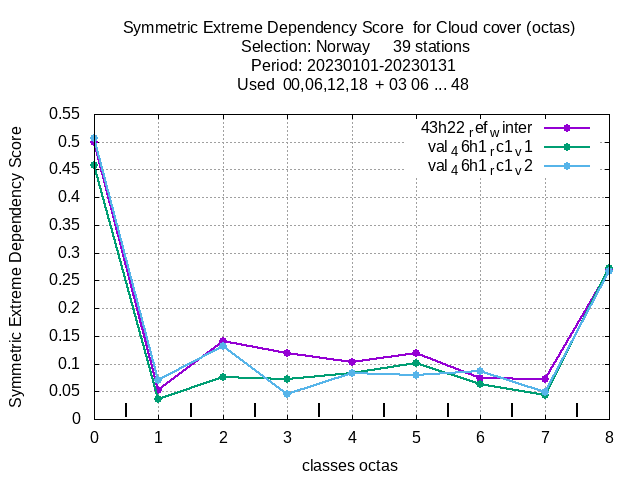 Symmetric Extreme Dependency Score  for Cloud cover (octas)
Selection: Norway     39 stations
Period: 20230101-20230131
Used  00,06,12,18  + 03 06 ... 48
43h22_ref_winter
val_46h1_rc1_v1
val_46h1_rc1_v2
Symmetric Extreme Dependency Score
0.55
0.5
0.45
0.4
0.35
0.3
0.25
0.2
0.15
0.1
0.05
0
0 1 2 3 4 5 6 7 8
classes octas